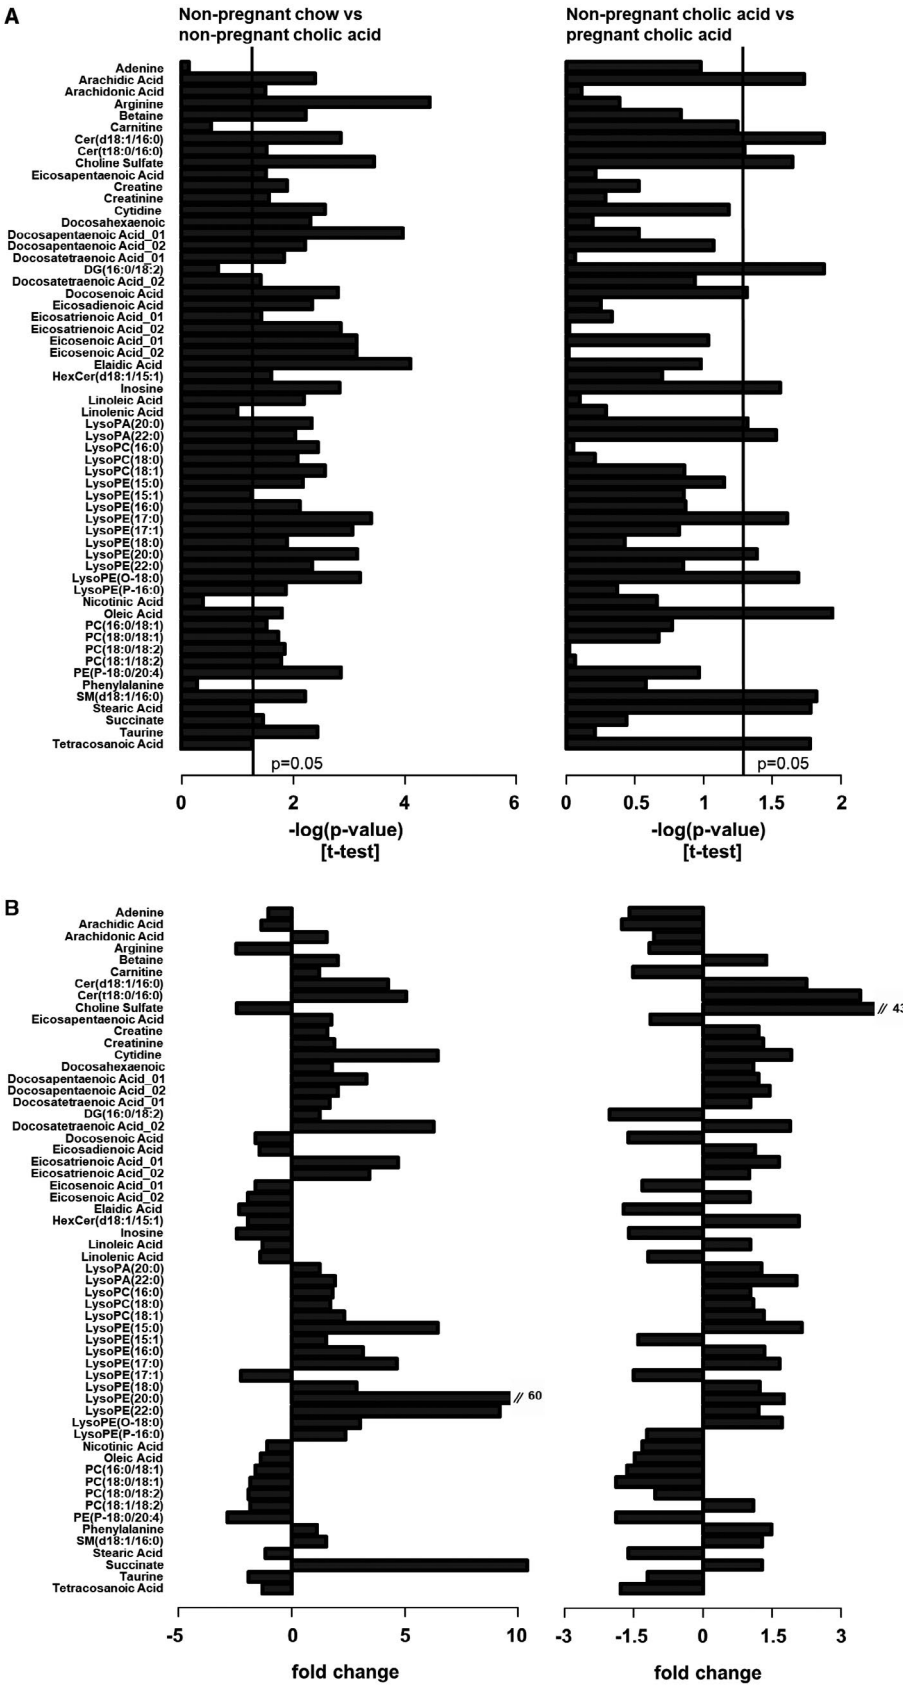 A
Non-pregnant chow vs
non-pregnant cholic acid
Non-pregnant cholic acid vs
pregnant cholic acid
Adenine
Arachidic Acid
Arachidonic Acid
Arginine
Betaine
Carnitine
Cer(d18:1/16:0)
Cer(t18:0/16:0)
Choline Sulfate
Eicosapentaenoic Acid
Creatine
Creatinine
Cytidine
Docosahexaenoic
Docosapentaenoic Acid_01
Docosapentaenoic Acid_02
Docosatetraenoic Acid_01
DG(16:0/18:2)
Docosatetraenoic Acid_02
Docosenoic Acid
Eicosadienoic Acid
Eicosatrienoic Acid_01
Eicosatrienoic Acid_02
Eicosenoic Acid_01
Eicosenoic Acid_02
Elaidic Acid
HexCer(d18:1/15:1)
Inosine
Linoleic Acid
Linolenic Acid
LysoPA(20:0)
LysoPA(22:0)
LysoPC(16:0)
LysoPC(18:0)
LysoPC(18:1)
LysoPE(15:0)
LysoPE(15:1)
LysoPE(16:0)
LysoPE(17:0)
LysoPE(17:1)
LysoPE(18:0)
LysoPE(20:0)
LysoPE(22:0)
LysoPE(O-18:0)
LysoPE(P-16:0)
Nicotinic Acid
Oleic Acid
PC(16:0/18:1)
PC(18:0/18:1)
PC(18:0/18:2)
PC(18:1/18:2)
PE(P-18:0/20:4)
Phenylalanine
SM(d18:1/16:0)
Stearic Acid
Succinate
Taurine
Tetracosanoic Acid
p=0.05
p=0.05
0 2 4 6
0 0.5 1 1.5 2
-log(p-value)
[t-test]
-log(p-value)
[t-test]
B
Adenine
Arachidic Acid
Arachidonic Acid
Arginine
Betaine
Carnitine
Cer(d18:1/16:0)
Cer(t18:0/16:0)
Choline Sulfate
// 43
Eicosapentaenoic Acid
Creatine
Creatinine
Cytidine
Docosahexaenoic
Docosapentaenoic Acid_01
Docosapentaenoic Acid_02
Docosatetraenoic Acid_01
DG(16:0/18:2)
Docosatetraenoic Acid_02
Docosenoic Acid
Eicosadienoic Acid
Eicosatrienoic Acid_01
Eicosatrienoic Acid_02
Eicosenoic Acid_01
Eicosenoic Acid_02
Elaidic Acid
HexCer(d18:1/15:1)
Inosine
Linoleic Acid
Linolenic Acid
LysoPA(20:0)
LysoPA(22:0)
LysoPC(16:0)
LysoPC(18:0)
LysoPC(18:1)
LysoPE(15:0)
LysoPE(15:1)
LysoPE(16:0)
LysoPE(17:0)
LysoPE(17:1)
LysoPE(18:0)
LysoPE(20:0)
// 60
LysoPE(22:0)
LysoPE(O-18:0)
LysoPE(P-16:0)
Nicotinic Acid
Oleic Acid
PC(16:0/18:1)
PC(18:0/18:1)
PC(18:0/18:2)
PC(18:1/18:2)
PE(P-18:0/20:4)
Phenylalanine
SM(d18:1/16:0)
Stearic Acid
Succinate
Taurine
Tetracosanoic Acid
-5 0 5 10
-3 -1.5 0 1.5 3
fold change
fold change